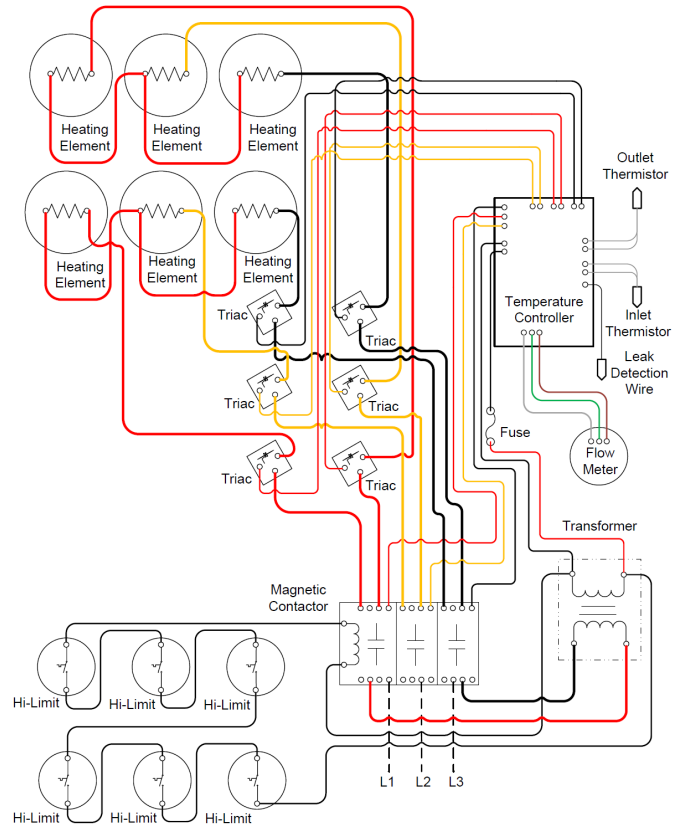 Heating
Element
Heating
Element
Heating
Element
Outlet
Thermistor
Heating
Element
Heating
Element
Heating
Element
Temperature
Controller
Inlet
Thermistor
Triac
Triac
Leak
Detection
Wire
Triac
Triac
Fuse
Flow
Meter
Triac
Triac
Transformer
Magnetic
Contactor
Hi-Limit
Hi-Limit
Hi-Limit
L1
L2
L3
Hi-Limit
Hi-Limit
Hi-Limit